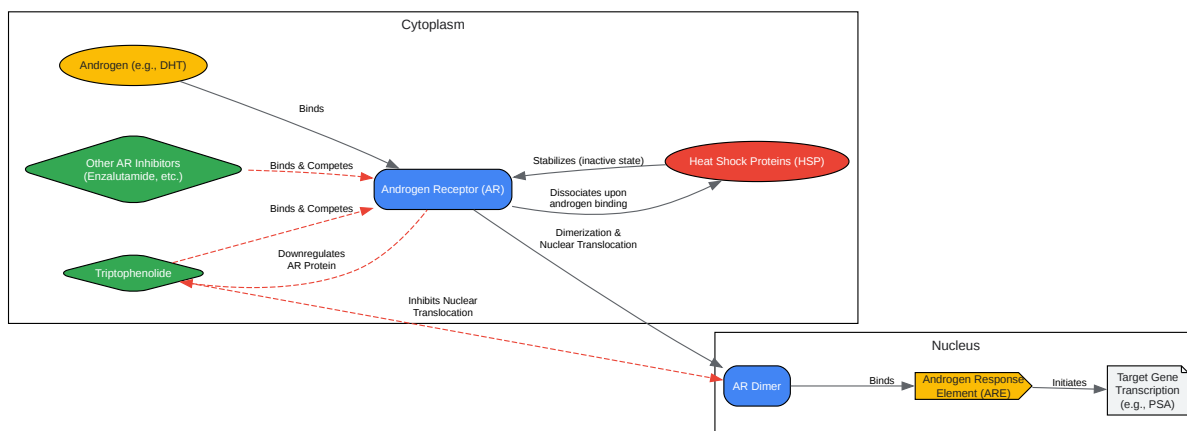 Cytoplasm
Androgen (e.g., DHT)
Binds
Other AR Inhibitors
(Enzalutamide, etc.)
Binds & Competes
Androgen Receptor (AR)
Stabilizes (inactive state)
Heat Shock Proteins (HSP)
Dissociates upon
androgen binding
Binds & Competes
Dimerization &
Nuclear Translocation
Downregulates
AR Protein
Triptophenolide
Inhibits Nuclear
Translocation
Nucleus
AR Dimer
Binds
Androgen Response
Element (ARE)
Initiates
Target Gene
Transcription
(e.g., PSA)